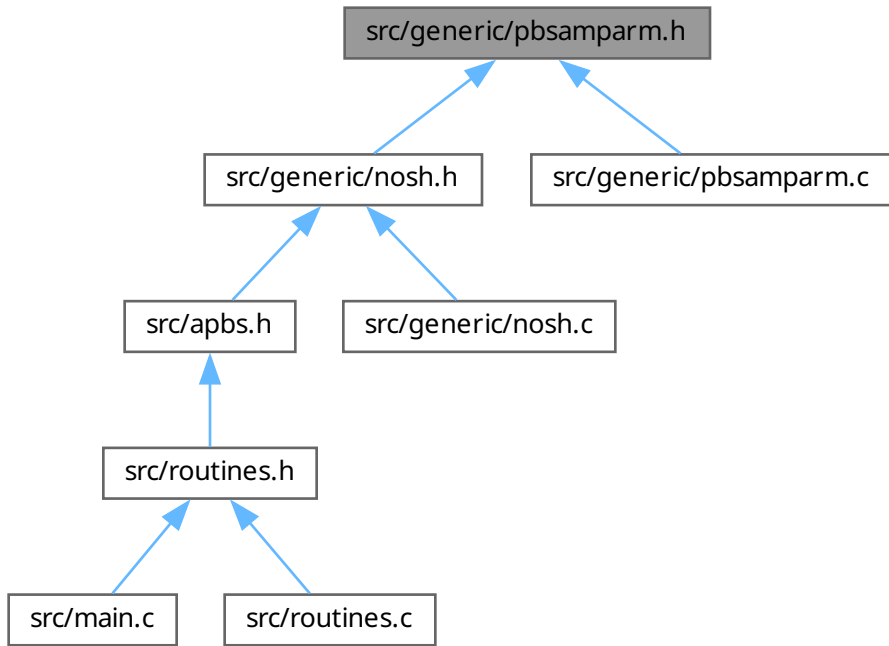 src/generic/pbsamparm.h
src/generic/nosh.h
src/generic/pbsamparm.c
src/apbs.h
src/generic/nosh.c
src/routines.h
src/main.c
src/routines.c